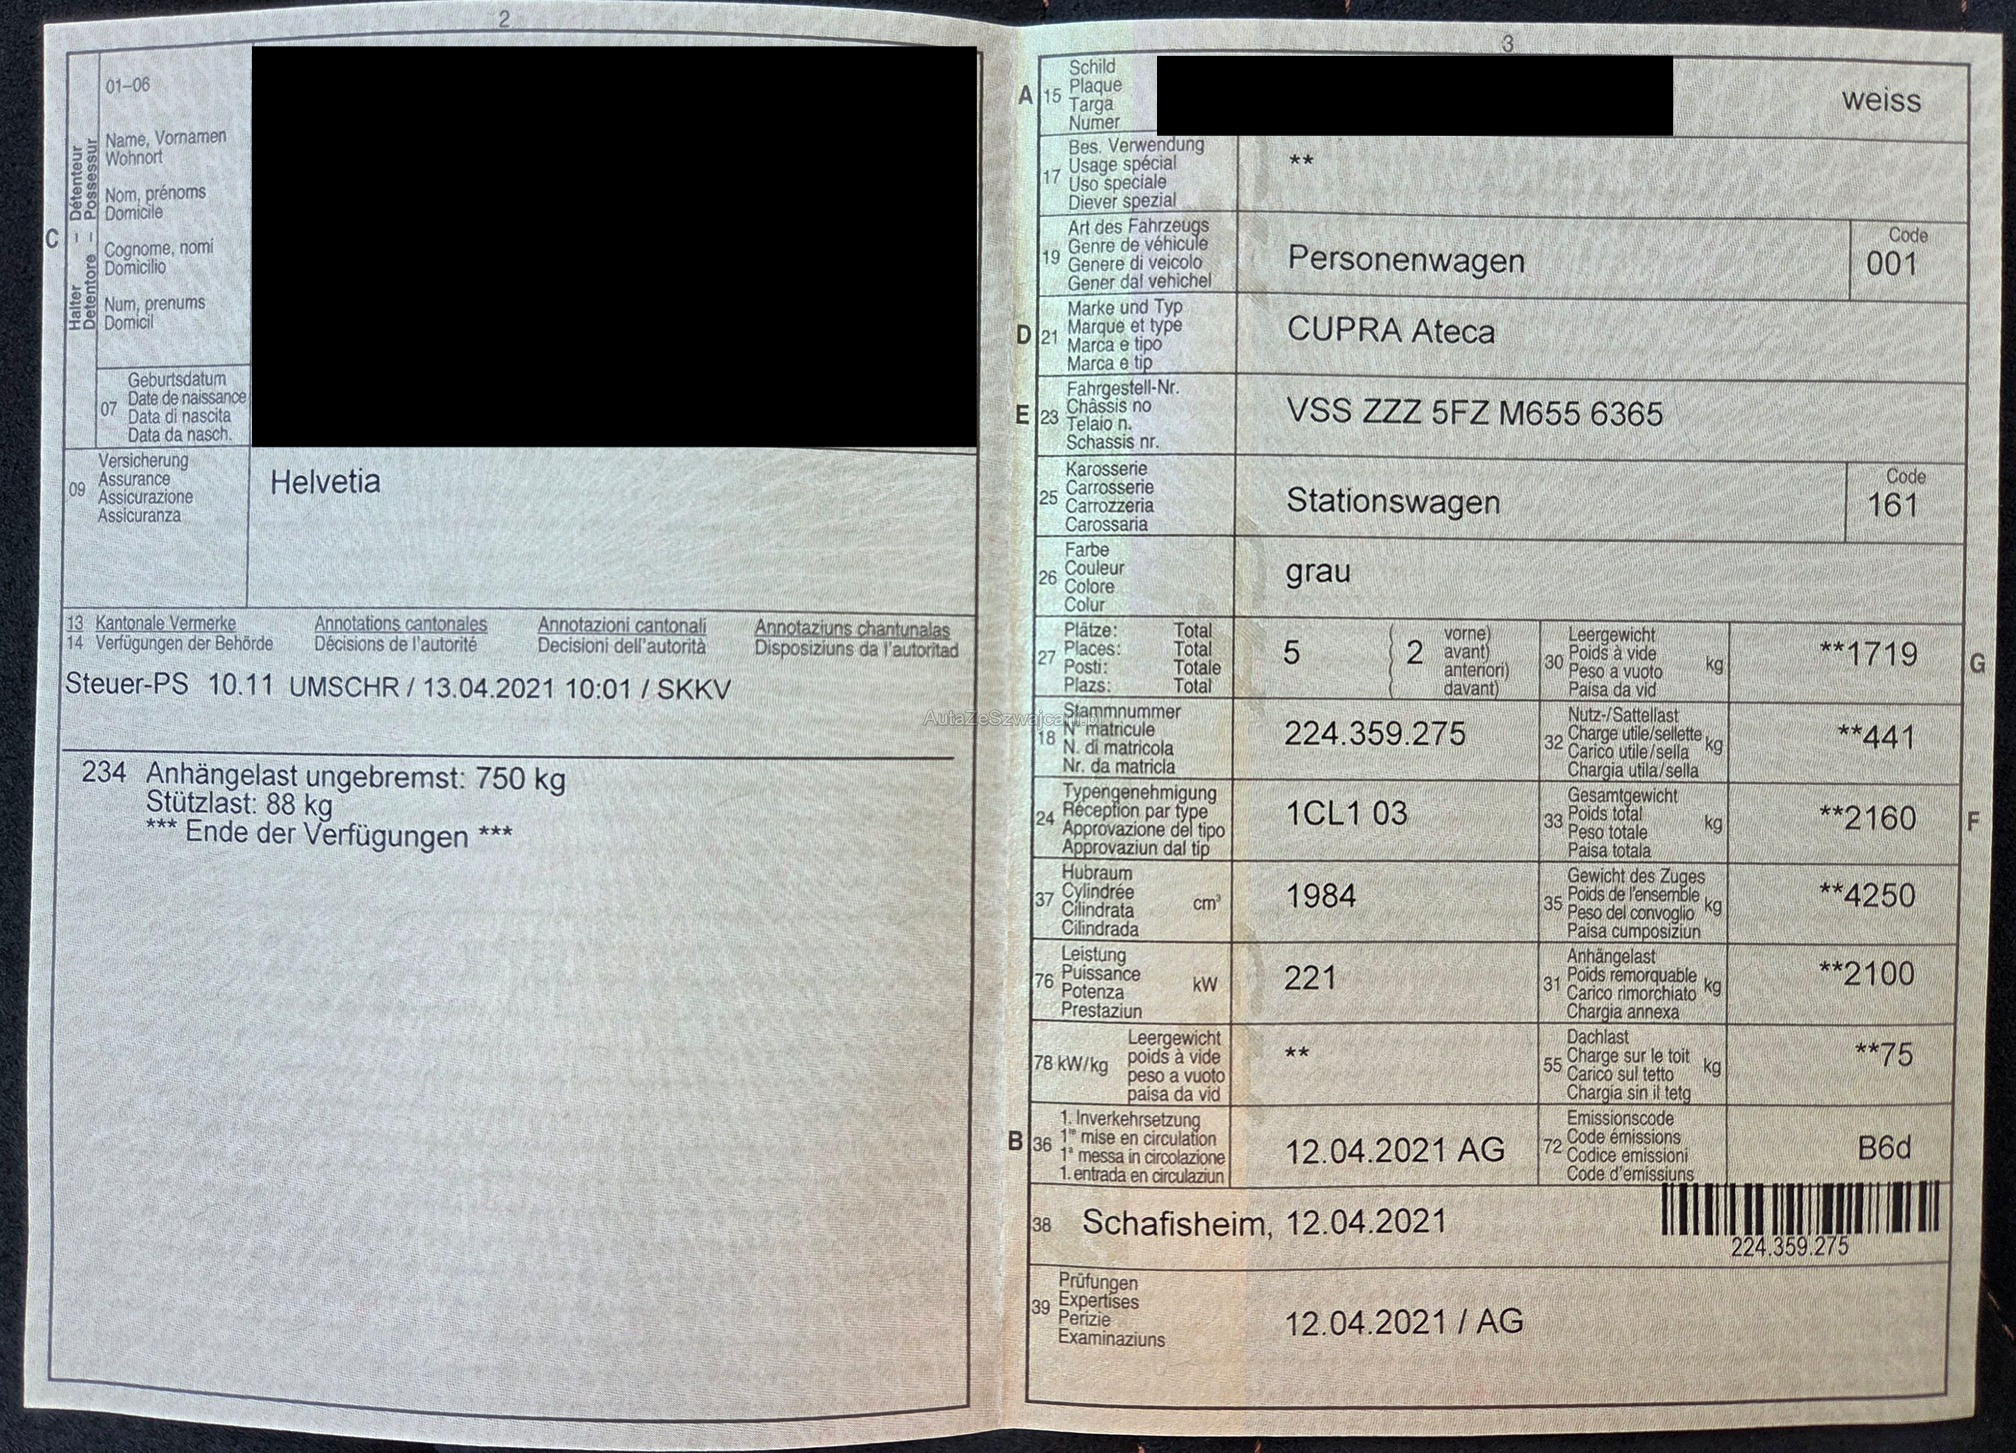 2
01–06
Name, Vornamen
Wohnort
Nom, prénoms
Domicile
Cognome, nomi
Domicilio
Num, prenums
Domicil
C
Halter – Détenteur
Detentore – Possessur
07
Geburtsdatum
Date de naissance
Data di nascita
Data da nasch.
09
Versicherung
Assurance
Assicurazione
Assicuranza
Helvetia
13 Kantonale Vermerke Annotations cantonales Annotazioni cantonali Annotaziuns chantunalas
14 Verfügungen der Behörde Décisions de l'autorité Decisioni dell'autorità Disposiziuns da l'autoritad
Steuer-PS 10.11 UMSCHR / 13.04.2021 10:01 / SKKV
234 Anhängelast ungebremst: 750 kg
Stützlast: 88 kg
*** Ende der Verfügungen ***
3
A 15
Schild
Plaque
Targa
Numer
weiss
17
Bes. Verwendung
Usage spécial
Uso speciale
Diever spezial
**
19
Art des Fahrzeugs
Genre de véhicule
Genere di veicolo
Gener dal vehichel
Personenwagen
Code
001
D 21
Marke und Typ
Marque et type
Marca e tipo
Marca e tip
CUPRA Ateca
E 23
Fahrgestell-Nr.
Châssis no
Telaio n.
Schassis nr.
VSS ZZZ 5FZ M655 6365
25
Karosserie
Carrosserie
Carrozzeria
Carossaria
Stationswagen
Code
161
26
Farbe
Couleur
Colore
Colur
grau
27
Plätze: Total
Places: Total
Posti: Totale
Plazs: Total
5 ( 2
vorne)
avant)
anteriori)
davant)
30
Leergewicht
Poids à vide
Peso a vuoto
Paisa da vid
kg
**1719
G
18
Stammnummer
N° matricule
N. di matricola
Nr. da matricla
224.359.275
32
Nutz-/Sattellast
Charge utile/sellette
Carico utile/sella
Chargia utila/sella
kg
**441
24
Typengenehmigung
Réception par type
Approvazione del tipo
Approvaziun dal tip
1CL1 03
33
Gesamtgewicht
Poids total
Peso totale
Paisa totala
kg
**2160
F
37
Hubraum
Cylindrée
Cilindrata
Cilindrada
cm³
1984
35
Gewicht des Zuges
Poids de l'ensemble
Peso del convoglio
Paisa cumposiziun
kg
**4250
76
Leistung
Puissance
Potenza
Prestaziun
kW
221
31
Anhängelast
Poids remorquable
Carico rimorchiato
Chargia annexa
kg
**2100
78 kW/kg
Leergewicht
poids à vide
peso a vuoto
paisa da vid
**
55
Dachlast
Charge sur le toit
Carico sul tetto
Chargia sin il tetg
kg
**75
B 36
1. Inverkehrsetzung
1re mise en circulation
1a messa in circolazione
1. entrada en circulaziun
12.04.2021 AG
72
Emissionscode
Code émissions
Codice emissioni
Code d'emissiuns
B6d
38 Schafisheim, 12.04.2021
224.359.275
39
Prüfungen
Expertises
Perizie
Examinaziuns
12.04.2021 / AG